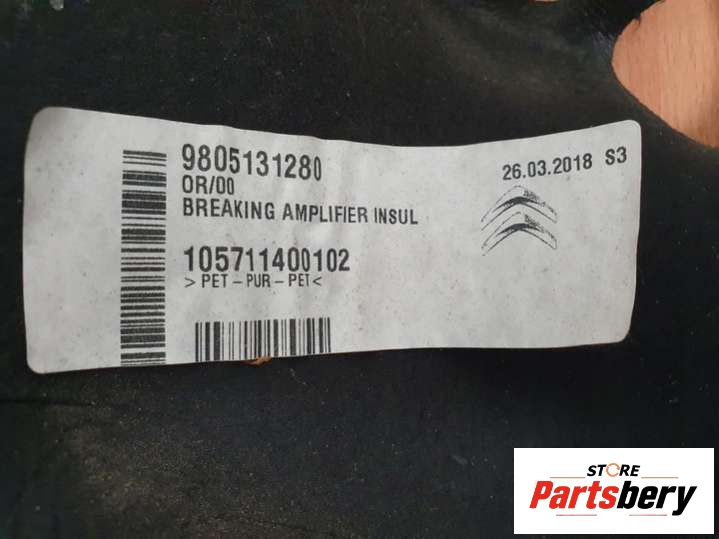 9805131280
26.03.2018 S3
OR/00
BREAKING AMPLIFIER INSUL
105711400102
>PET-PUR-PET<
STORE
Partsbery